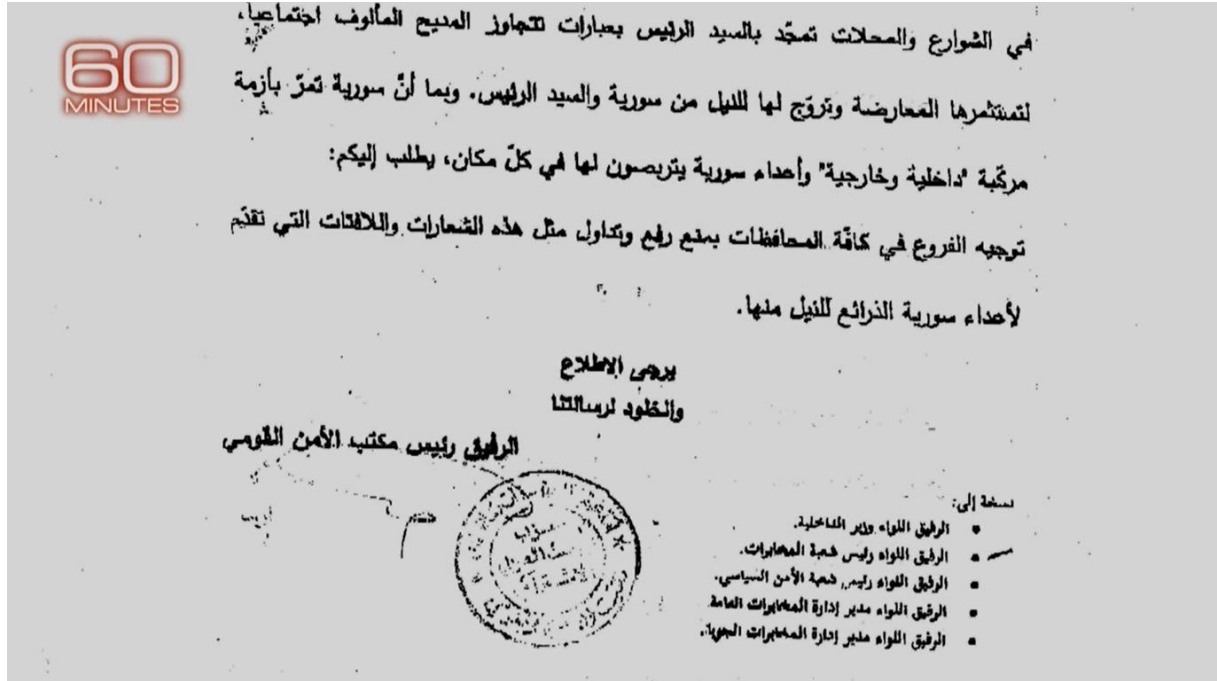 60
MINUTES
في الشوارع والمحلات تمجّد بالسيد الرئيس بعبارات تتجاوز المديح المألوف اجتماعياً،
لتستثمرها المعارضة وتروّج لها للنيل من سورية والسيد الرئيس. وبما أنّ سورية تمرّ بأزمة
مركّبة "داخلية وخارجية" وأعداء سورية يتربصون لها في كلّ مكان، يطلب إليكم:
توجيه الفروع في كافّة المحافظات بمنع رفع وتداول مثل هذه الشعارات واللافتات التي تقدّم
لأعداء سورية الذرائع للنيل منها.
يرجى الاطلاع
والخلود لرسالتنا
الرفيق رئيس مكتب الأمن القومي
نسخة إلى:
الرفيق اللواء وزير الداخلية.
الرفيق اللواء رئيس شعبة المخابرات.
الرفيق اللواء رئيس شعبة الأمن السياسي.
الرفيق اللواء مدير إدارة المخابرات العامة
الرفيق اللواء مدير إدارة المخابرات الجوية.